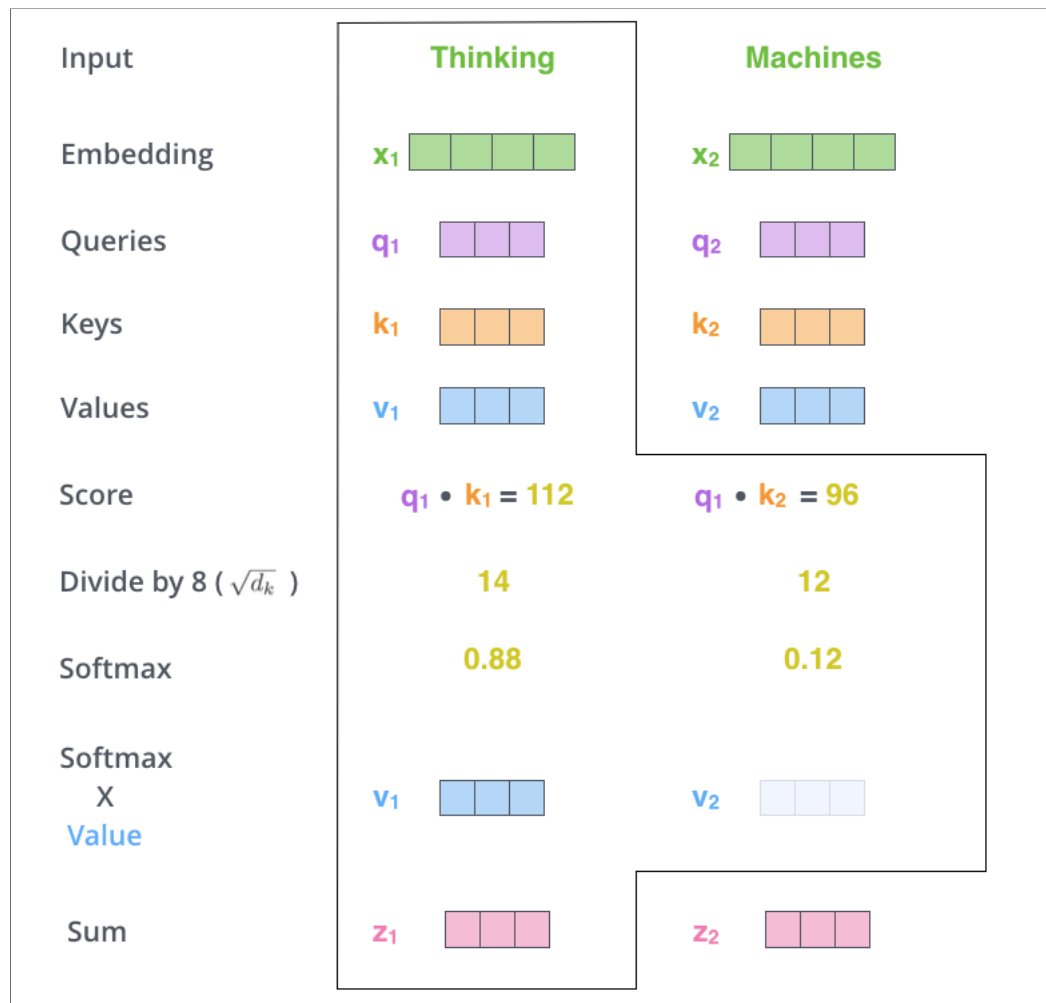 Input Thinking Machines
Embedding x₁ x₂
Queries q₁ q₂
Keys k₁ k₂
Values v₁ v₂
Score q₁ • k₁ = 112 q₁ • k₂ = 96
Divide by 8 ( √dₖ ) 14 12
Softmax 0.88 0.12
Softmax
X v₁ v₂
Value
Sum z₁ z₂